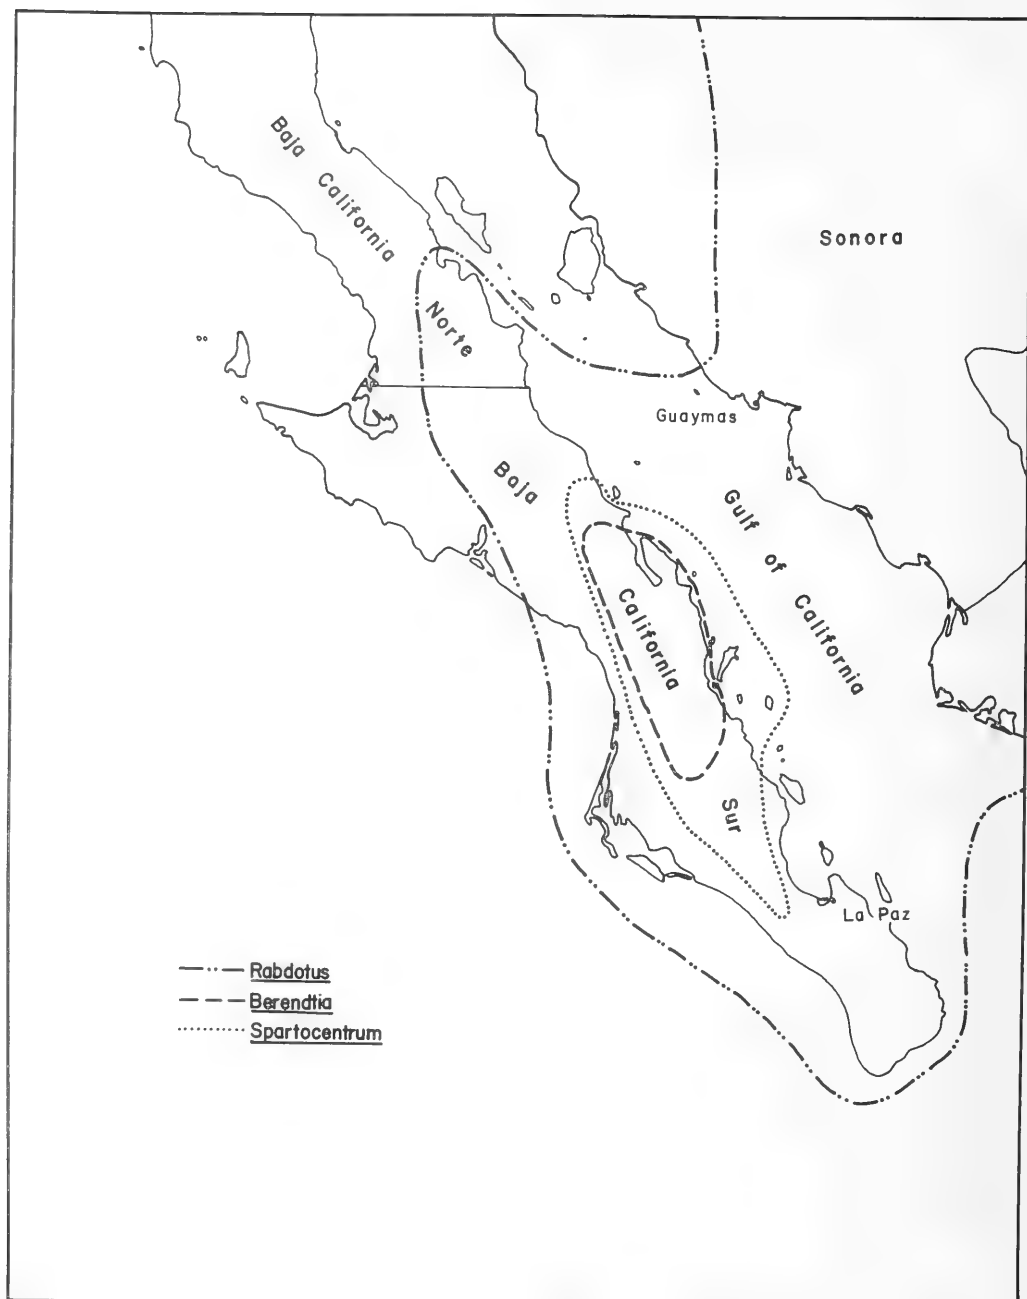 Baja California
Norte
Sonora
Guaymas
Baja
California
Sur
Gulf of California
La Paz
Rabdotus
Berendtia
Spartocentrum